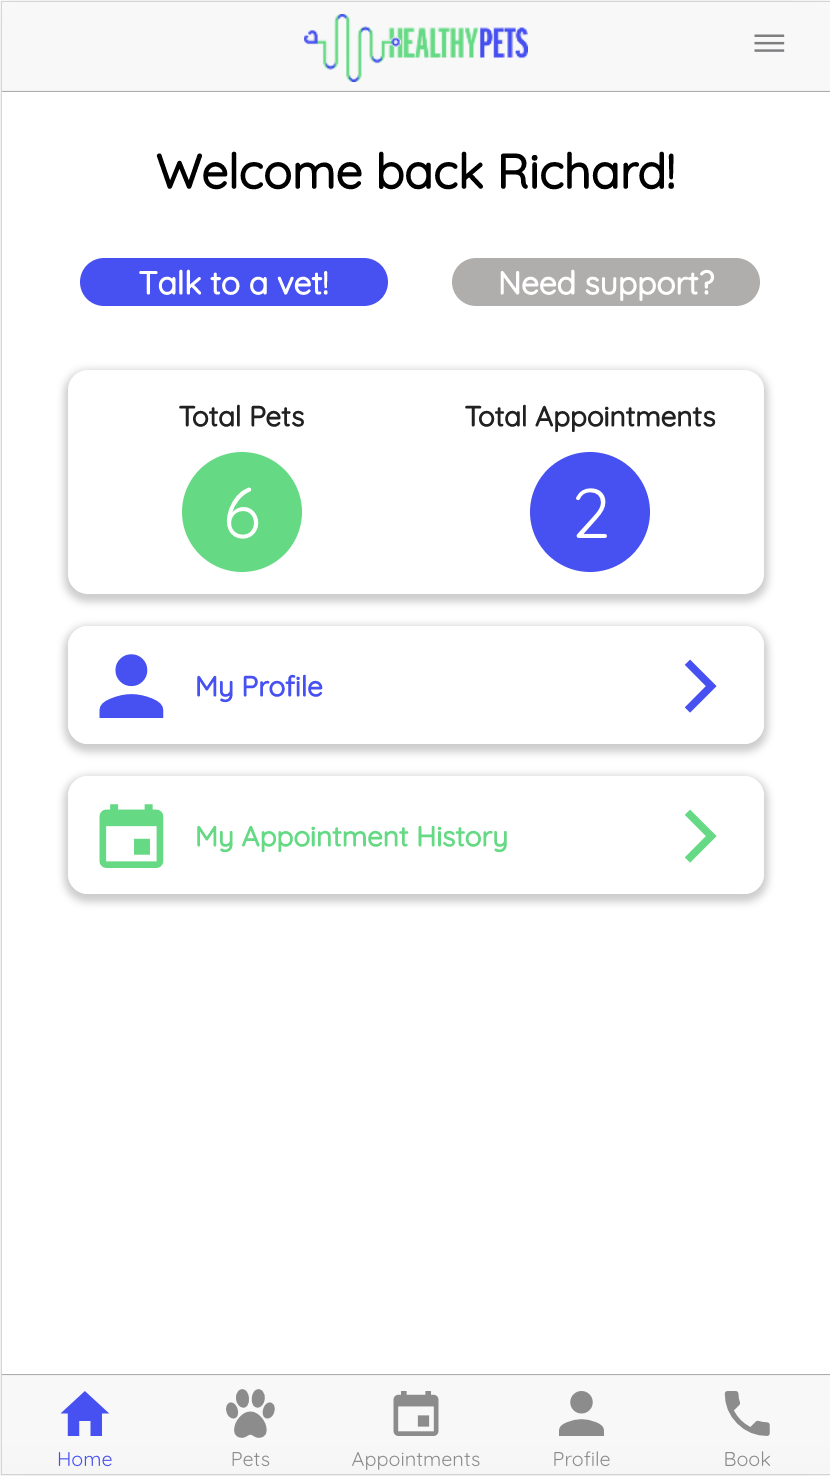 HEALTHYPETS
Welcome back Richard!
Talk to a vet!
Need support?
Total Pets
Total Appointments
6
2
My Profile
My Appointment History
Home
Pets
Appointments
Profile
Book